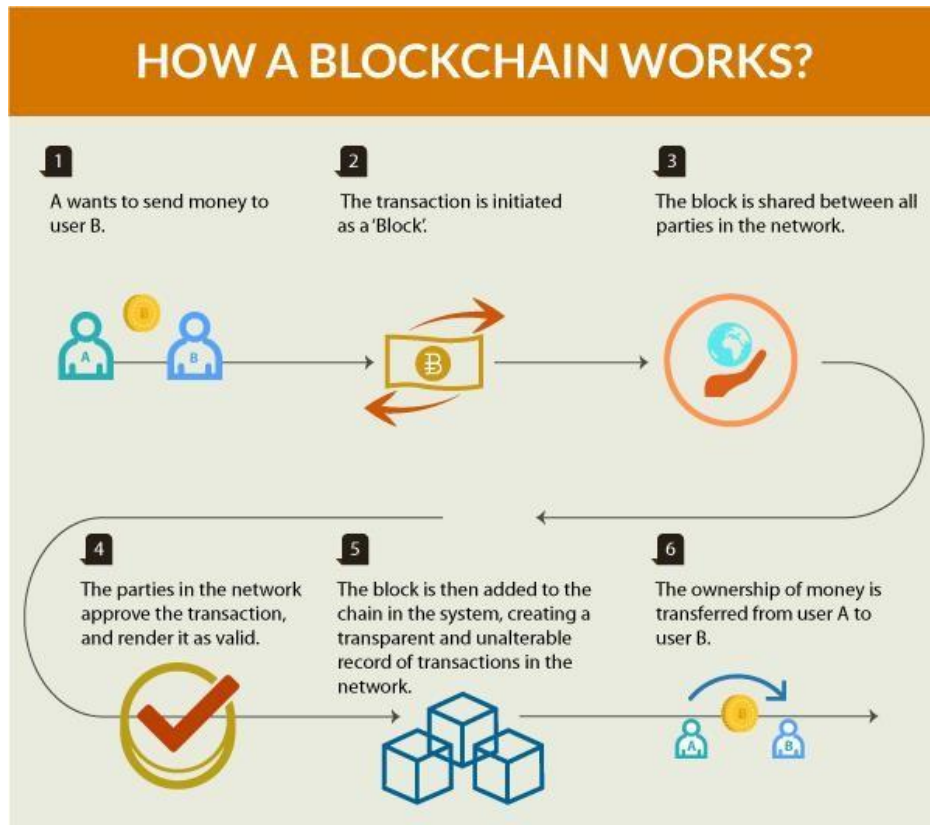 HOW A BLOCKCHAIN WORKS?
1
A wants to send money to
user B.
2
The transaction is initiated
as a ‘Block’.
3
The block is shared between all
parties in the network.
A
B
4
The parties in the network
approve the transaction,
and render it as valid.
5
The block is then added to the
chain in the system, creating a
transparent and unalterable
record of transactions in the
network.
6
The ownership of money is
transferred from user A to
user B.
A
B